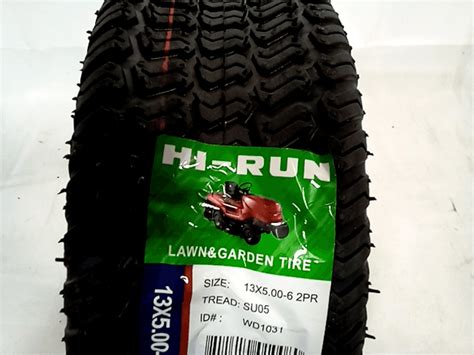 HI-RUN
LAWN&GARDEN TIRE
SIZE: 13X5.00-6 2PR
TREAD: SU05
ID#: WD1031
13X5.00-